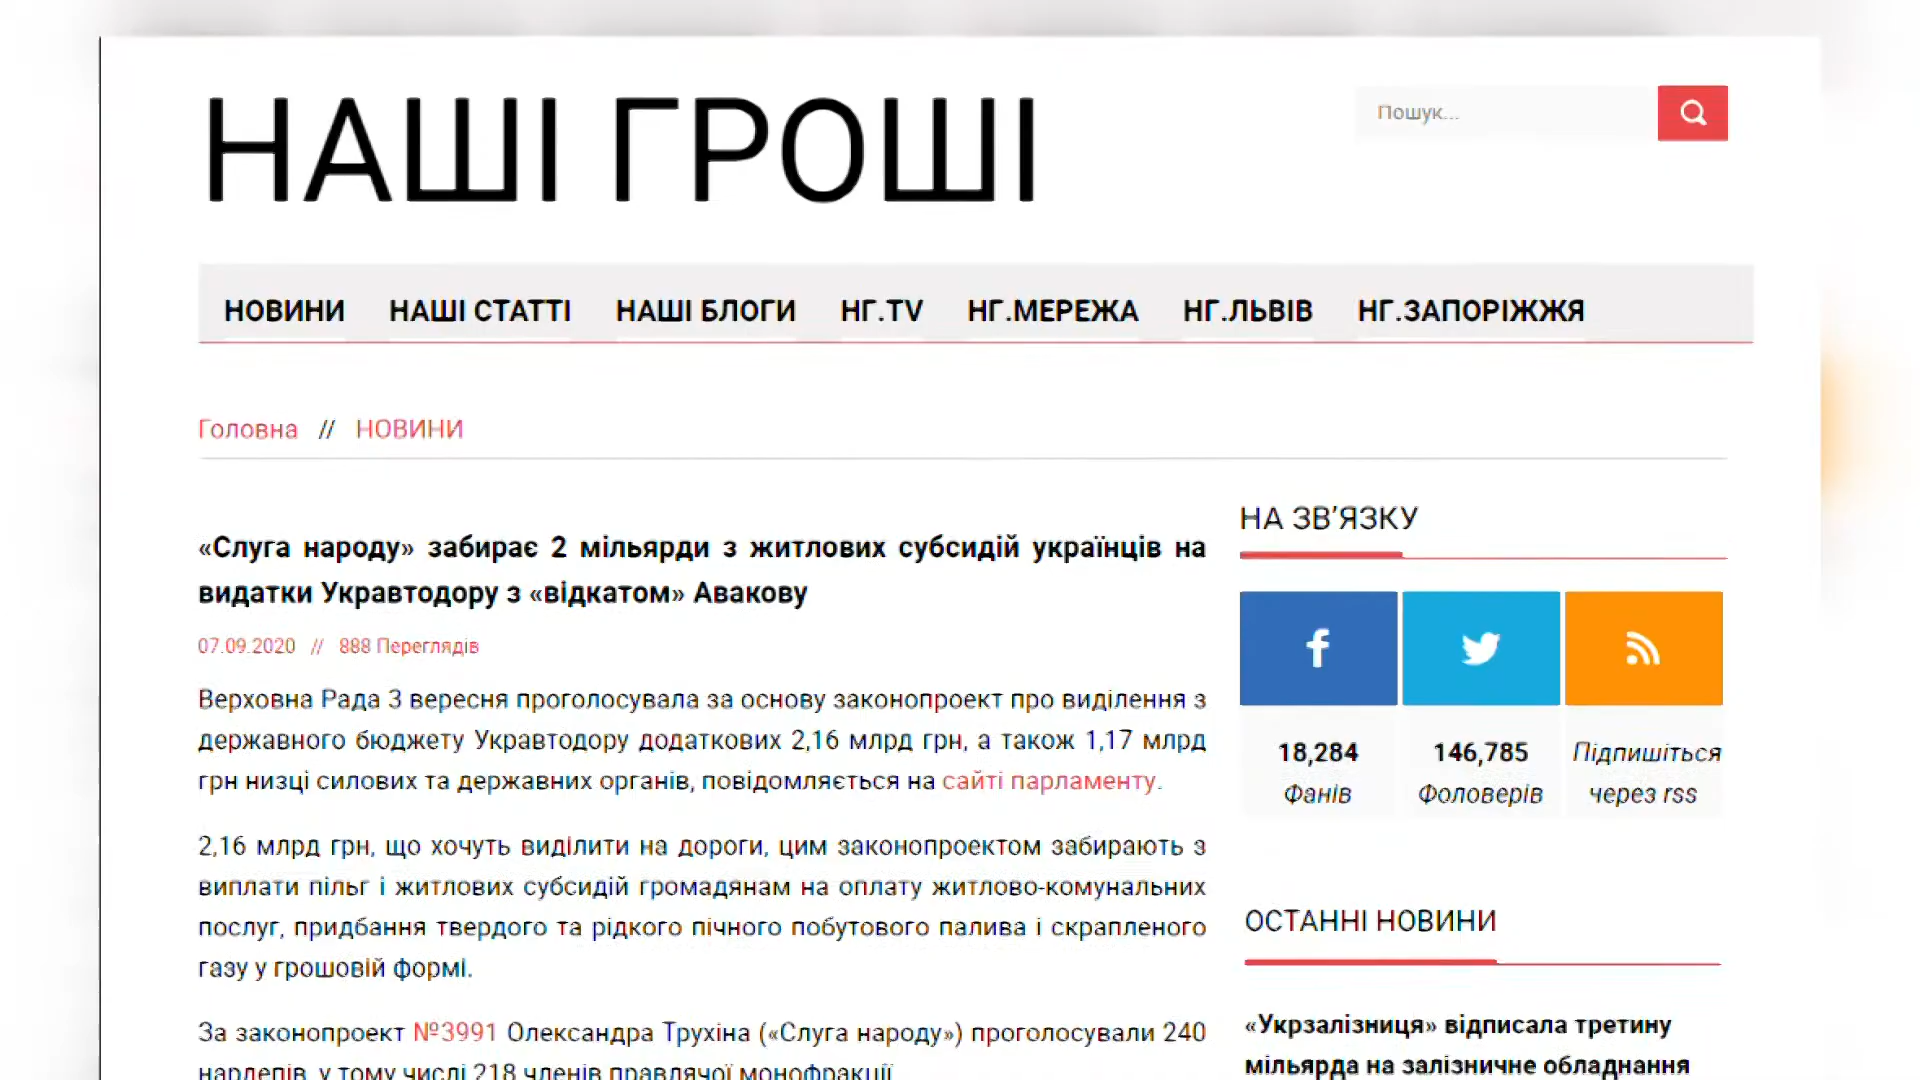 НАШІ ГРОШІ
Пошук...
НОВИНИ НАШІ СТАТТІ НАШІ БЛОГИ НГ.TV НГ.МЕРЕЖА НГ.ЛЬВІВ НГ.ЗАПОРІЖЖЯ
Головна // НОВИНИ
«Слуга народу» забирає 2 мільярди з житлових субсидій українців на
видатки Укравтодору з «відкатом» Авакову
07.09.2020 // 888 Переглядів
Верховна Рада 3 вересня проголосувала за основу законопроект про виділення з
державного бюджету Укравтодору додаткових 2,16 млрд грн, а також 1,17 млрд
грн низці силових та державних органів, повідомляється на сайті парламенту.
2,16 млрд грн, що хочуть виділити на дороги, цим законопроектом забирають з
виплати пільг і житлових субсидій громадянам на оплату житлово-комунальних
послуг, придбання твердого та рідкого пічного побутового палива і скрапленого
газу у грошовій формі.
За законопроект №3991 Олександра Трухіна («Слуга народу») проголосували 240
нардепів, у тому числі 218 членів правлячої монофракції
НА ЗВ'ЯЗКУ
18,284 146,785 Підпишіться
Фанів Фоловерів через rss
ОСТАННІ НОВИНИ
«Укрзалізниця» відписала третину
мільярда на залізничне обладнання